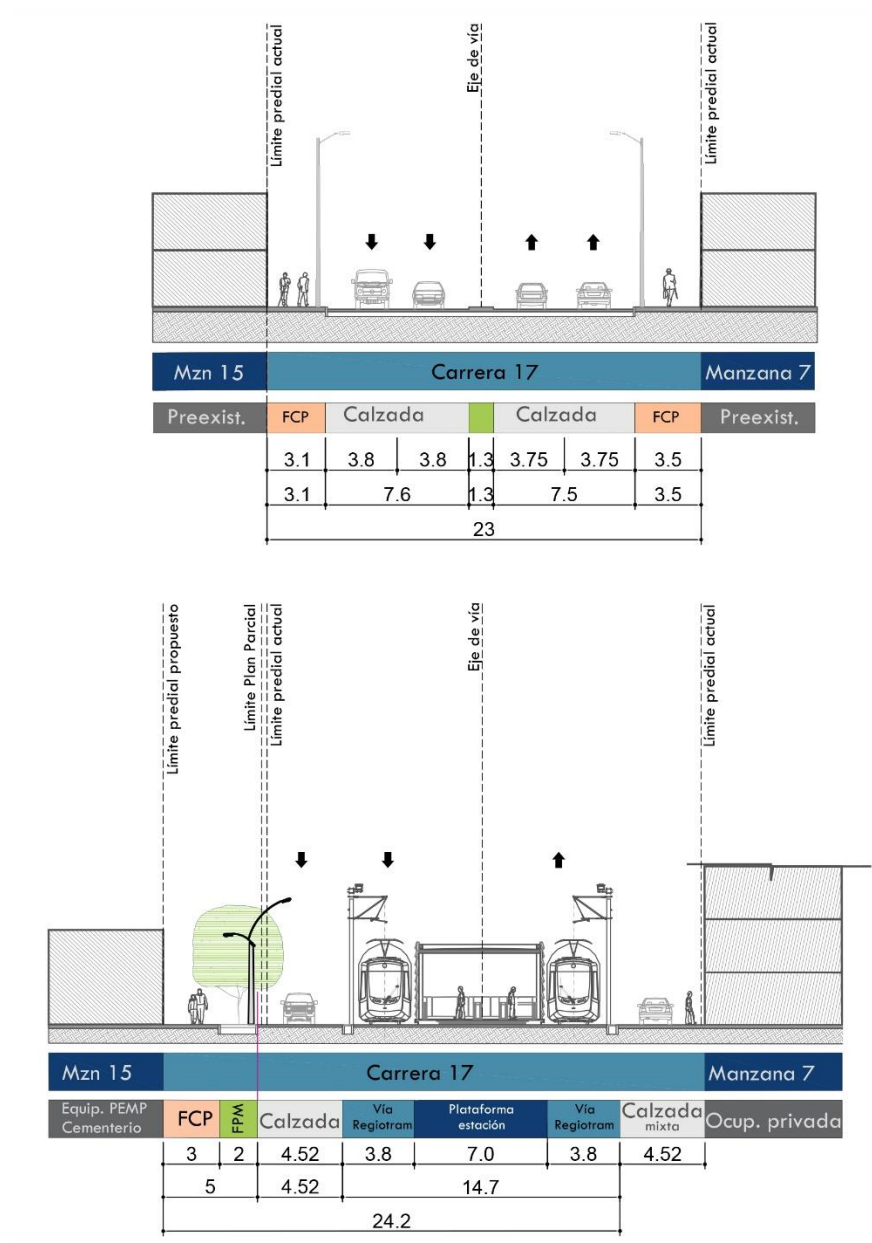 Límite predial actual
Eje de vía
Límite predial actual
Mzn 15
Carrera 17
Manzana 7
Preexist.
FCP
Calzada
Calzada
FCP
Preexist.
3.1 3.8 3.8 1.3 3.75 3.75 3.5
3.1 7.6 1.3 7.5 3.5
23
Límite predial propuesto
Límite Plan Parcial
Límite predial actual
Eje de vía
Límite predial actual
Mzn 15
Carrera 17
Manzana 7
Equip. PEMP
Cementerio
FCP
FPM
Calzada
Vía
Regiotram
Plataforma
estación
Vía
Regiotram
Calzada
mixta
Ocup. privada
3 2 4.52 3.8 7.0 3.8 4.52
5 4.52 14.7
24.2